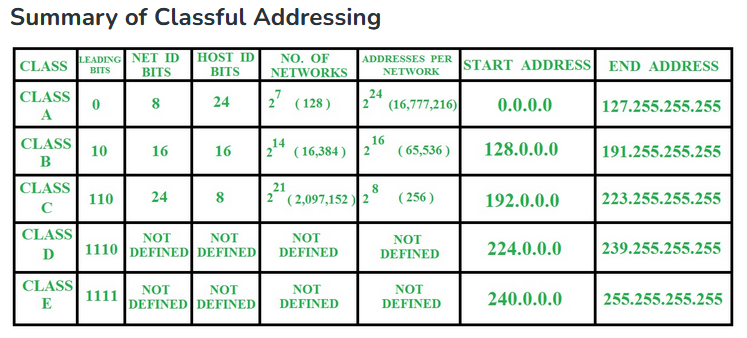 Summary of Classful Addressing
CLASS LEADING BITS NET ID BITS HOST ID BITS NO. OF NETWORKS ADDRESSES PER NETWORK START ADDRESS END ADDRESS
CLASS A 0 8 24 2^7 ( 128 ) 2^24 (16,777,216) 0.0.0.0 127.255.255.255
CLASS B 10 16 16 2^14 ( 16,384 ) 2^16 ( 65,536 ) 128.0.0.0 191.255.255.255
CLASS C 110 24 8 2^21 ( 2,097,152 ) 2^8 ( 256 ) 192.0.0.0 223.255.255.255
CLASS D 1110 NOT DEFINED NOT DEFINED NOT DEFINED NOT DEFINED 224.0.0.0 239.255.255.255
CLASS E 1111 NOT DEFINED NOT DEFINED NOT DEFINED NOT DEFINED 240.0.0.0 255.255.255.255